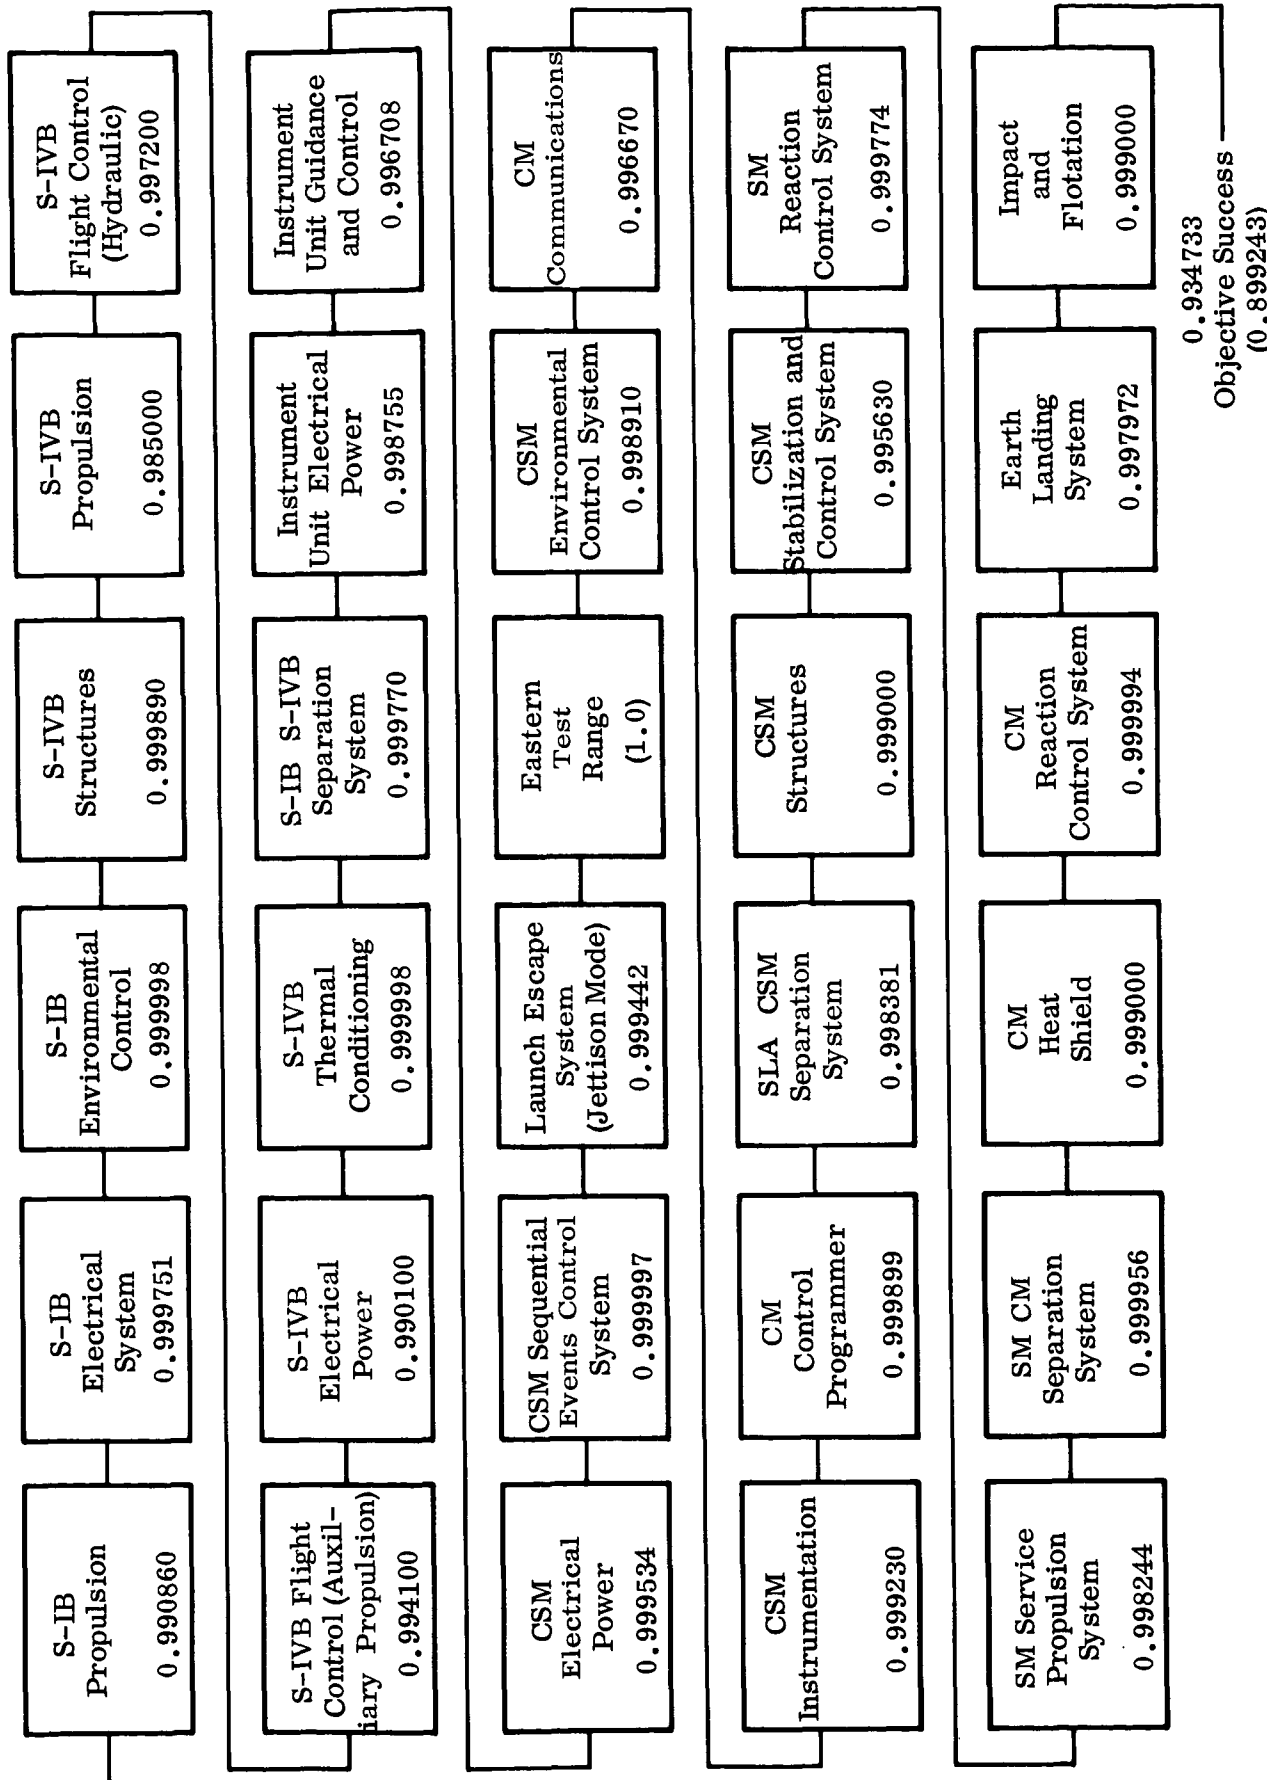 S-IB
Propulsion
0.990860
S-IB
Electrical
System
0.999751
S-IB
Environmental
Control
0.999998
S-IVB
Structures
0.999890
S-IVB
Propulsion
0.985000
S-IVB
Flight Control
(Hydraulic)
0.997200
S-IVB Flight
Control (Auxil-
iary Propulsion)
0.994100
S-IVB
Electrical
Power
0.990100
S-IVB
Thermal
Conditioning
0.999998
S-IB S-IVB
Separation
System
0.999770
Instrument
Unit Electrical
Power
0.998755
Instrument
Unit Guidance
and Control
0.996708
CSM
Electrical
Power
0.999534
CSM Sequential
Events Control
System
0.999997
Launch Escape
System
(Jettison Mode)
0.999442
Eastern
Test
Range
(1.0)
CSM
Environmental
Control System
0.998910
CM
Communications
0.996670
CSM
Instrumentation
0.999230
CM
Control
Programmer
0.999899
SLA CSM
Separation
System
0.998381
CSM
Structures
0.999000
CSM
Stabilization and
Control System
0.995630
SM
Reaction
Control System
0.999774
SM Service
Propulsion
System
0.998244
SM CM
Separation
System
0.999956
CM
Heat
Shield
0.999000
CM
Reaction
Control System
0.999994
Earth
Landing
System
0.997972
Impact
and
Flotation
0.999000
0.934733
Objective Success
(0.899243)